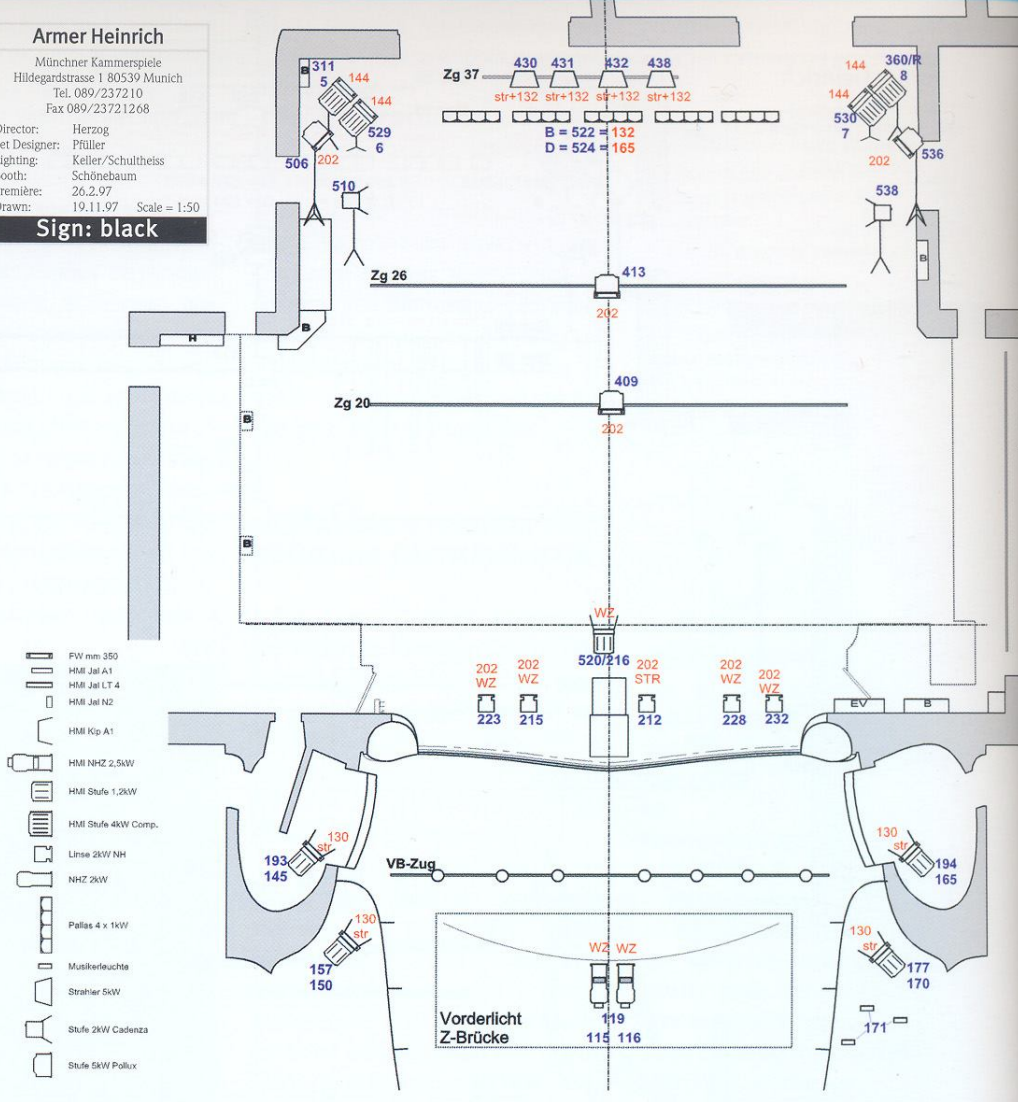 Armer Heinrich
Münchner Kammerspiele
Hildegardstrasse 1 80539 Munich
Tel. 089/237210
Fax 089/23721268
Director: Herzog
Set Designer: Pfüller
Lighting: Keller/Schultheiss
Booth: Schönebaum
Première: 26.2.97
Drawn: 19.11.97 Scale = 1:50
Sign: black
B 311
5 144
144
529
6
506 202
510
Zg 37 430 431 432 438
str+132 str+132 str+132 str+132
B = 522 = 132
D = 524 = 165
360/R
144 8
144
530
7
202 536
538
B
Zg 26 413
202
B
H
Zg 20 409
202
B
B
WZ
520/216
202 202 202 202 202
WZ WZ STR WZ WZ
223 215 212 228 232
EV B
FW mm 350
HMI Jal A1
HMI Jal LT 4
HMI Jal N2
HMI Kip A1
HMI NHZ 2,5kW
HMI Stufe 1,2kW
HMI Stufe 4kW Comp.
Linse 2kW NH
NHZ 2kW
Pallas 4 x 1kW
Musikerleuchte
Strahler 5kW
Stufe 2kW Cadenza
Stufe 5kW Pollux
130
str
193
145
VB-Zug
130
str
194
165
130
str
157
150
WZ WZ
119
115 116
Vorderlicht
Z-Brücke
130
str
177
170
171